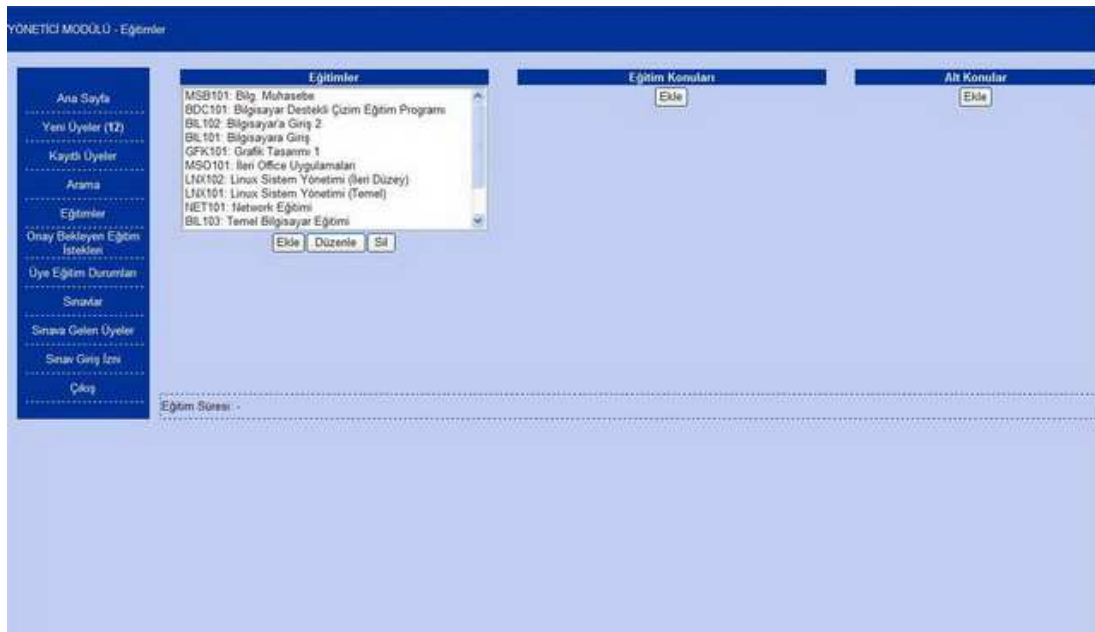 YÖNETİCİ MODÜLÜ - Eğitimler
Ana Sayfa
Yeni Üyeler (12)
Kayıtlı Üyeler
Arama
Eğitimler
Onay Bekleyen Eğitim
İstekleri
Üye Eğitim Durumları
Sınavlar
Sınava Gelen Üyeler
Sınav Giriş İzni
Çıkış
Eğitimler
MSB101: Bilg. Muhasebe
BDC101: Bilgisayar Destekli Çizim Eğitim Programı
BIL102: Bilgisayar'a Giriş 2
BIL101: Bilgisayara Giriş
GFK101: Grafik Tasarımı 1
MSO101: İleri Office Uygulamaları
LNX102: Linux Sistem Yönetimi (İleri Düzey)
LNX101: Linux Sistem Yönetimi (Temel)
NET101: Network Eğitimi
BIL103: Temel Bilgisayar Eğitimi
Ekle Düzenle Sil
Eğitim Konuları
Ekle
Alt Konular
Ekle
Eğitim Süresi: -